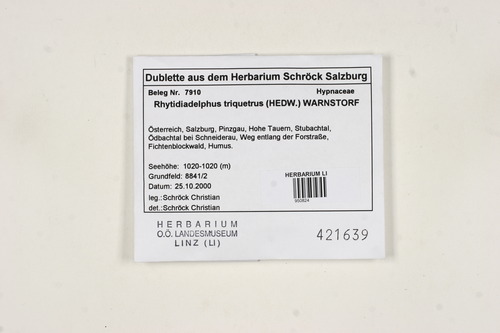 Dublette aus dem Herbarium Schröck Salzburg
Beleg Nr. 7910 Hypnaceae
Rhytidiadelphus triquetrus (HEDW.) WARNSTORF
Österreich, Salzburg, Pinzgau, Hohe Tauern, Stubachtal,
Ödbachtal bei Schneiderau, Weg entlang der Forstraße,
Fichtenblockwald, Humus.
Seehöhe: 1020-1020 (m)
Grundfeld: 8841/2
Datum: 25.10.2000
leg.:Schröck Christian
det.:Schröck Christian
HERBARIUM LI
950824
HERBARIUM
O.Ö. LANDESMUSEUM
LINZ (LI)
421639